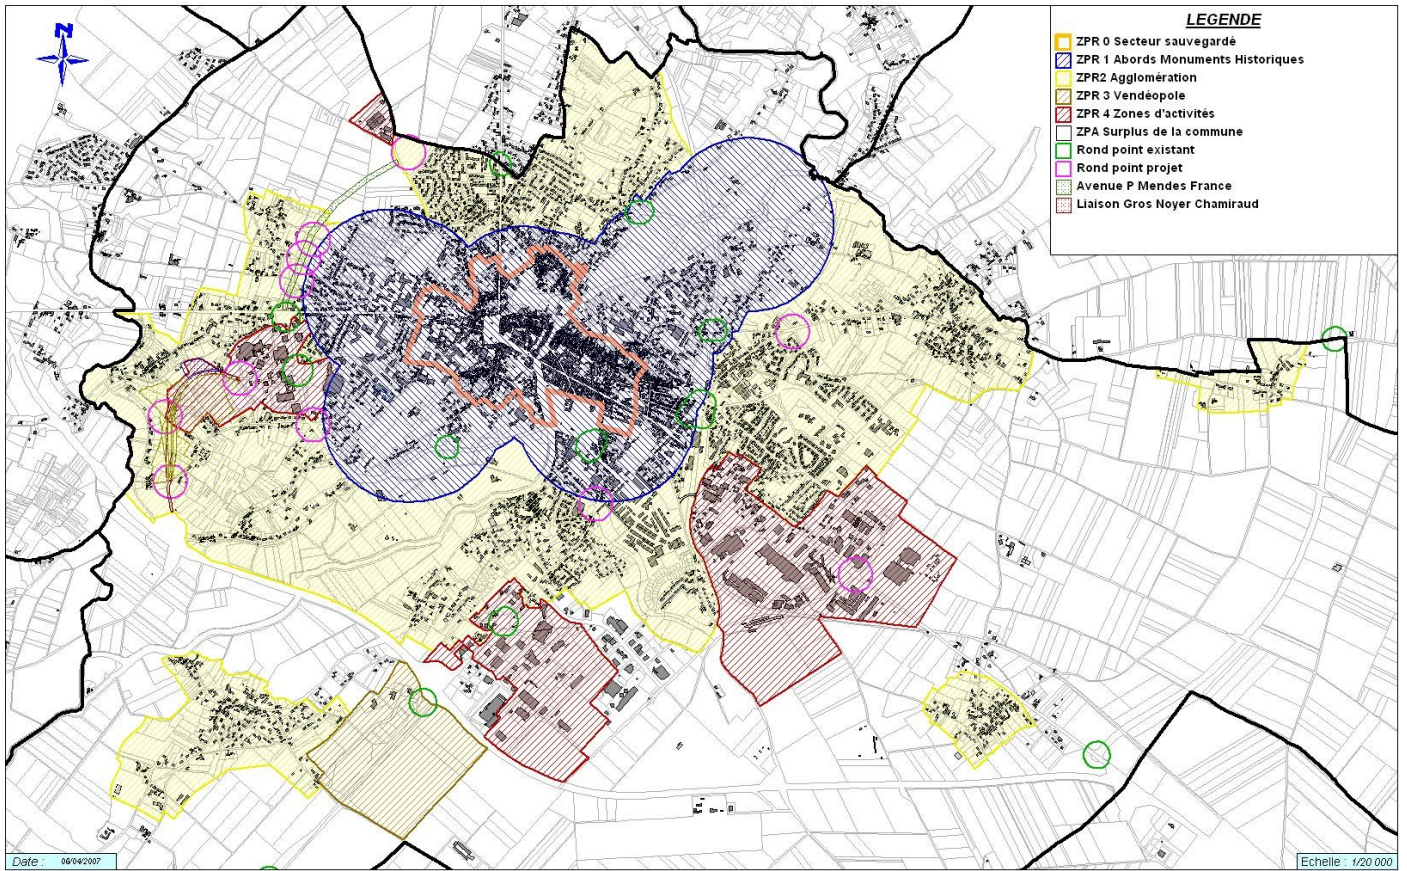 N
LEGENDE
ZPR 0 Secteur sauvegardé
ZPR 1 Abords Monuments Historiques
ZPR2 Agglomération
ZPR 3 Vendéopole
ZPR 4 Zones d'activités
ZPA Surplus de la commune
Rond point existant
Rond point projet
Avenue P Mendes France
Liaison Gros Noyer Chamiraud
Date : 06/04/2007
Echelle : 1/20 000